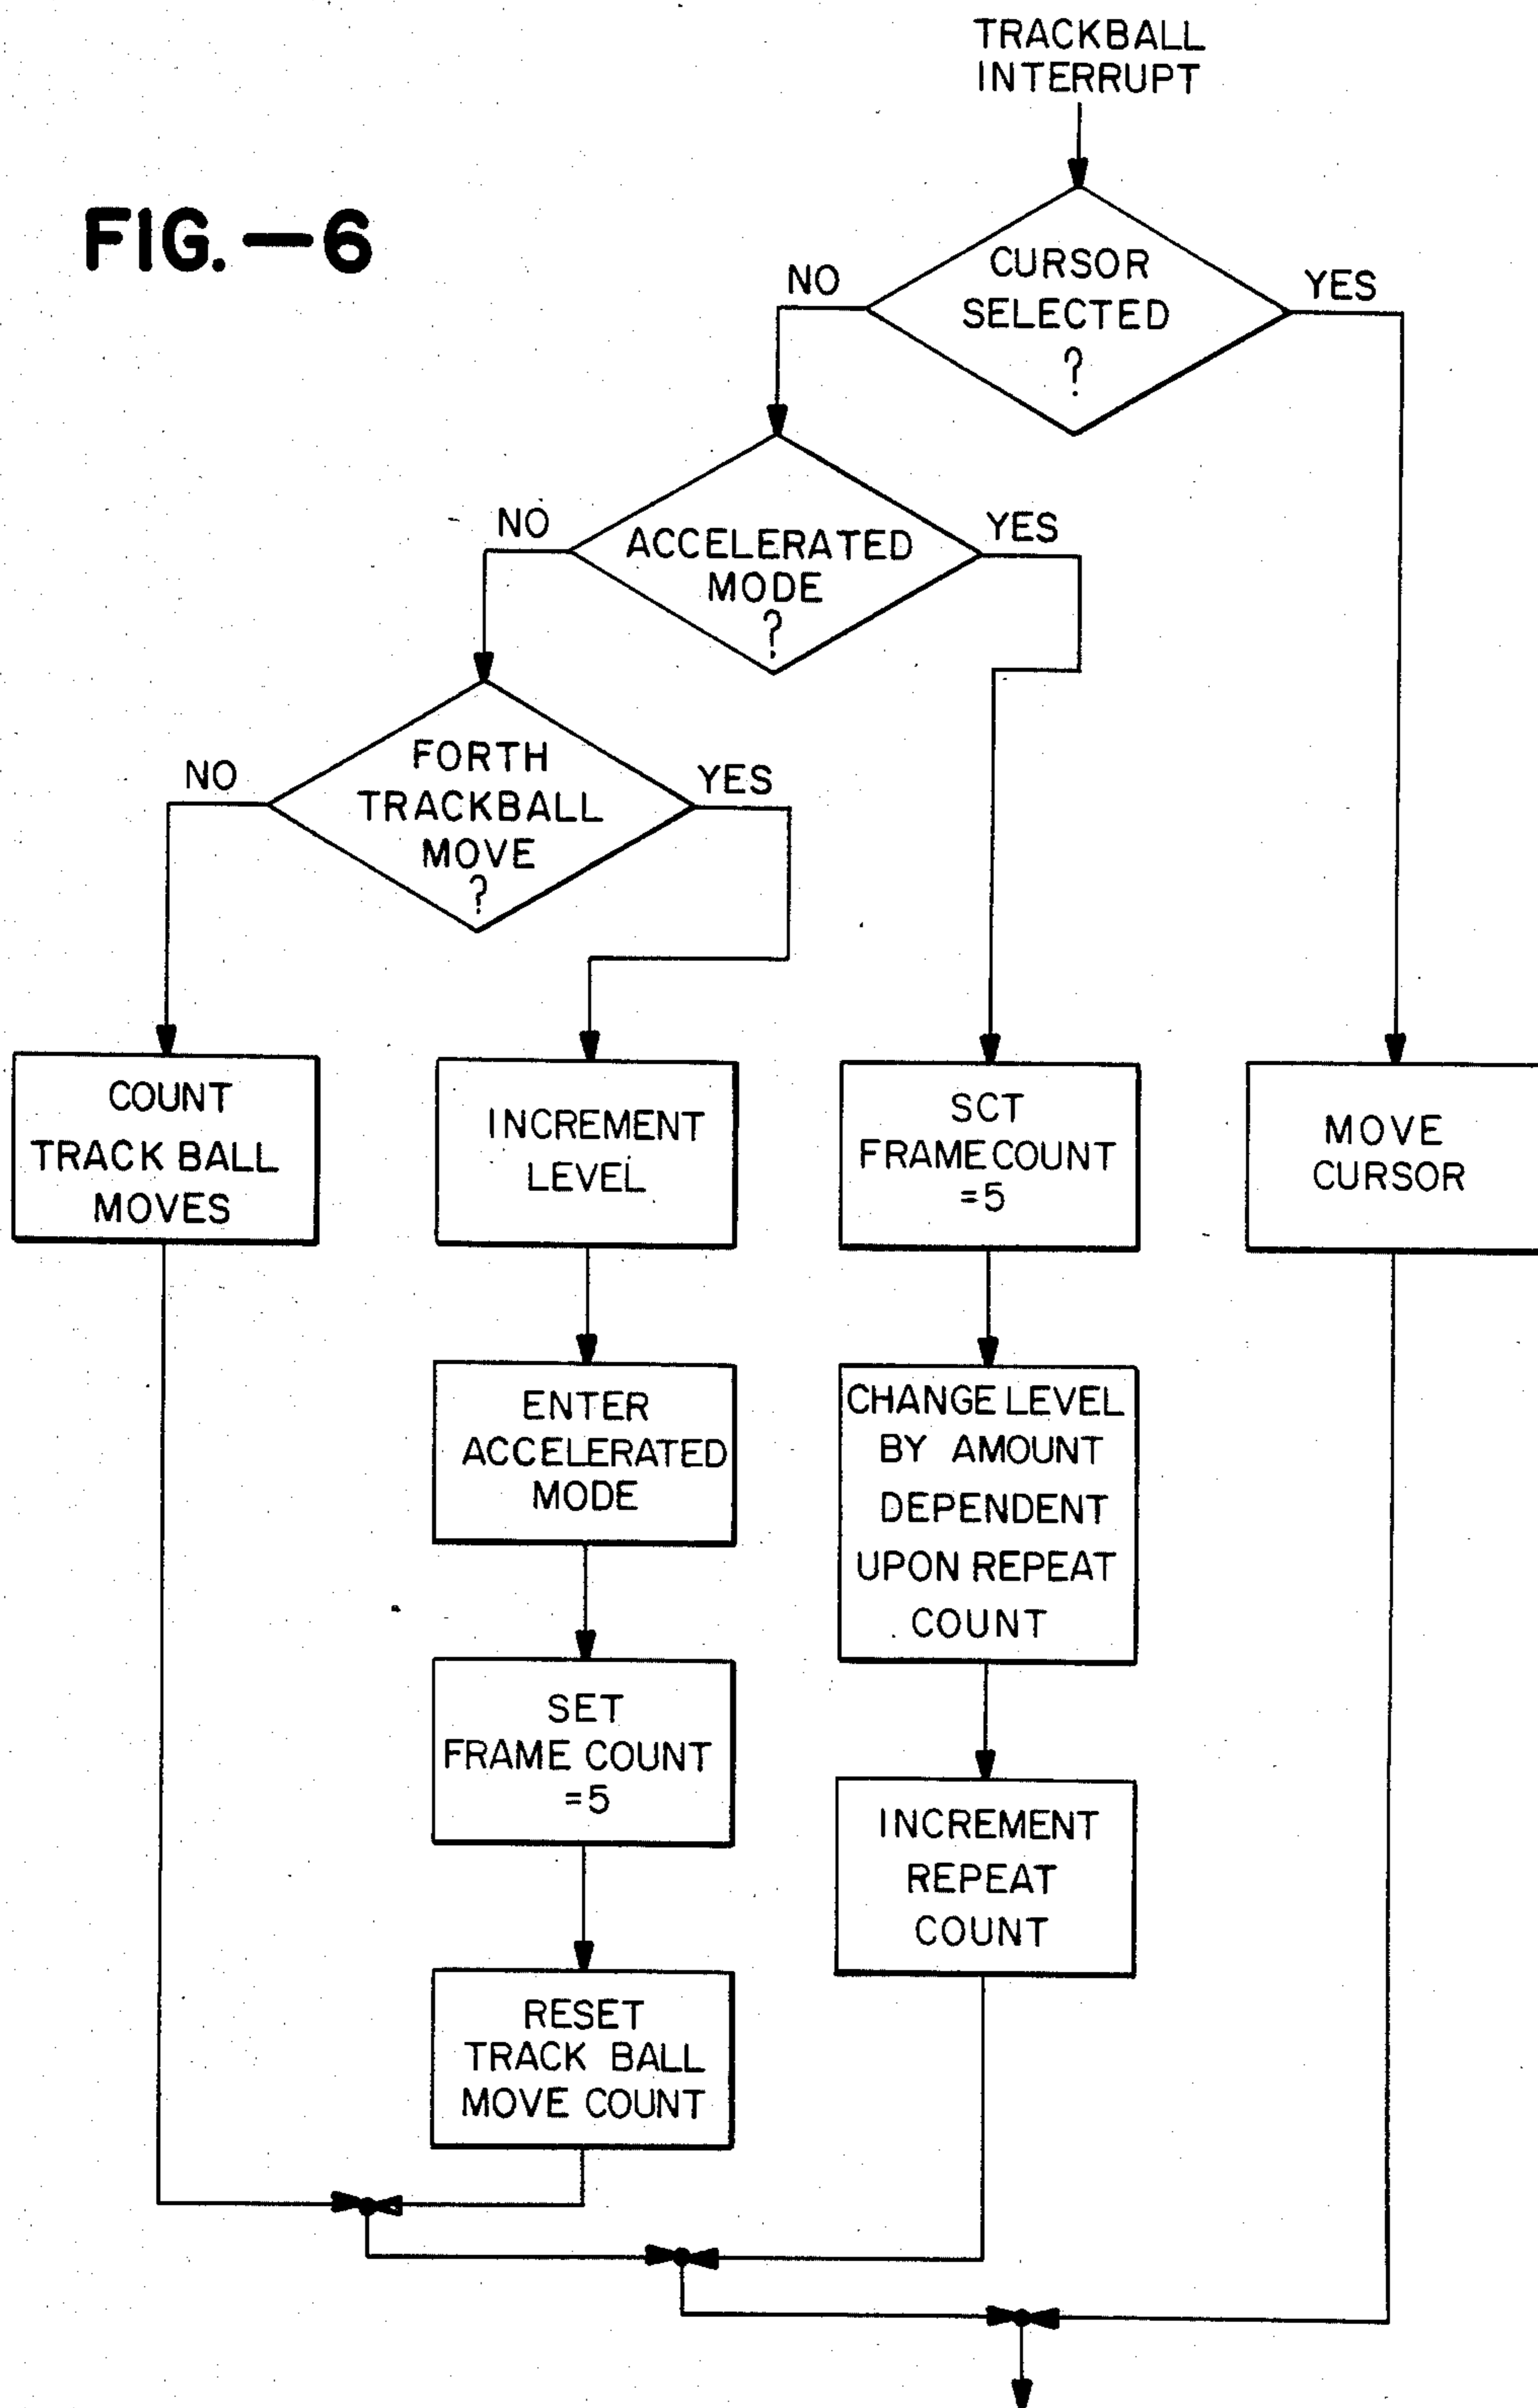 TRACKBALL
INTERRUPT
FIG.—6
CURSOR
SELECTED
?
NO
YES
ACCELERATED
MODE
?
NO
YES
FORTH
TRACKBALL
MOVE
?
NO
YES
COUNT
TRACK BALL
MOVES
INCREMENT
LEVEL
SCT
FRAME COUNT
=5
MOVE
CURSOR
ENTER
ACCELERATED
MODE
CHANGE LEVEL
BY AMOUNT
DEPENDENT
UPON REPEAT
COUNT
SET
FRAME COUNT
=5
INCREMENT
REPEAT
COUNT
RESET
TRACK BALL
MOVE COUNT